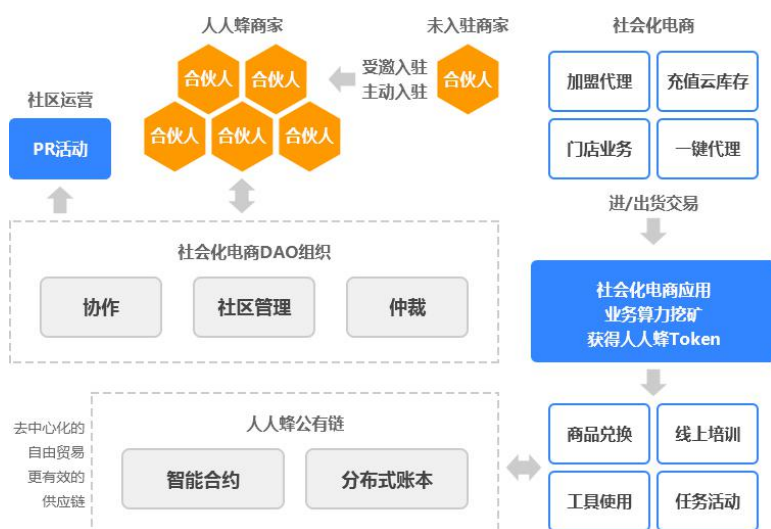 人人蜂商家
未入驻商家
社会化电商
合伙人
合伙人
受邀入驻
主动入驻
合伙人
加盟代理
充值云库存
社区运营
PR活动
合伙人
合伙人
合伙人
门店业务
一键代理
进/出货交易
社会化电商DAO组织
协作
社区管理
仲裁
社会化电商应用
业务算力挖矿
获得人人蜂Token
去中心化的
自由贸易
更有效的
供应链
人人蜂公有链
智能合约
分布式账本
商品兑换
线上培训
工具使用
任务活动